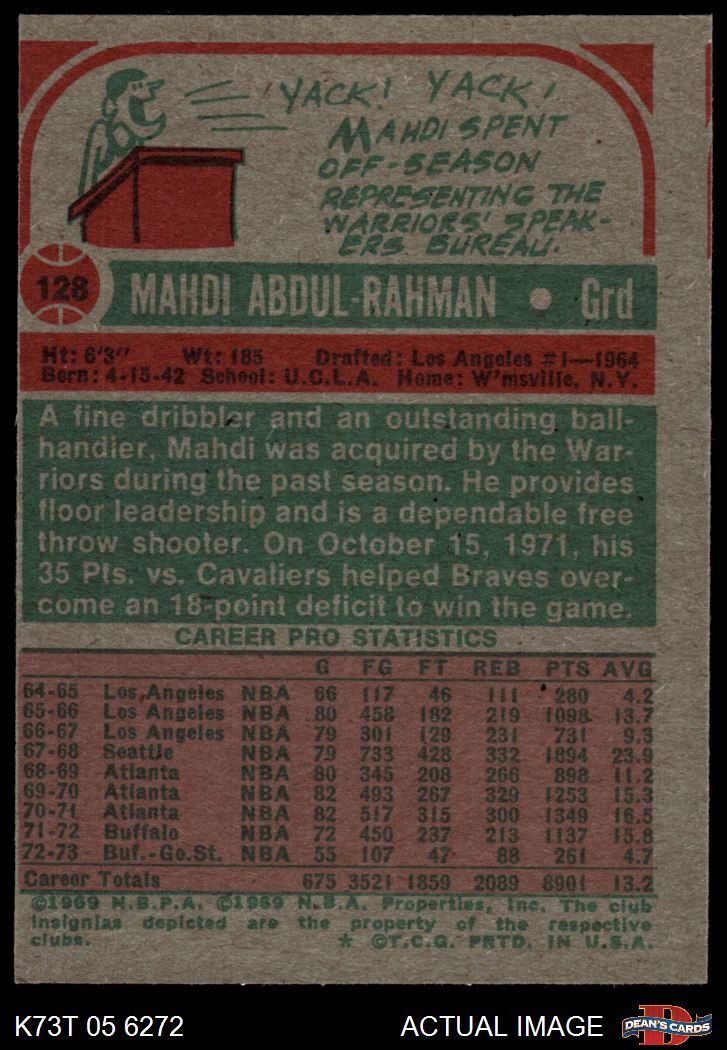 YACK! YACK!
MAHDI SPENT
OFF-SEASON
REPRESENTING THE
WARRIORS' SPEAK-
ERS BUREAU.
128 MAHDI ABDUL-RAHMAN • Grd
Ht: 6'3" Wt: 185 Drafted: Los Angeles #1—1964
Born: 4-15-42 School: U.C.L.A. Home: W'msville, N.Y.
A fine dribbler and an outstanding ball-
handler, Mahdi was acquired by the War-
riors during the past season. He provides
floor leadership and is a dependable free
throw shooter. On October 15, 1971, his
35 Pts. vs. Cavaliers helped Braves over-
come an 18-point deficit to win the game.
CAREER PRO STATISTICS
G FG FT REB PTS AVG
64-65 Los Angeles NBA 66 117 46 111 280 4.2
65-66 Los Angeles NBA 80 458 182 219 1098 13.7
66-67 Los Angeles NBA 79 301 129 231 731 9.3
67-68 Seattle NBA 79 733 428 332 1894 23.9
68-69 Atlanta NBA 80 345 208 266 898 11.2
69-70 Atlanta NBA 82 493 267 329 1253 15.3
70-71 Atlanta NBA 82 517 315 300 1349 16.5
71-72 Buffalo NBA 72 450 237 213 1137 15.8
72-73 Buf.-Go.St. NBA 55 107 47 88 261 4.7
Career Totals 675 3521 1859 2089 8901 13.2
©1969 N.B.P.A. ©1969 N.B.A. Properties, Inc. The club
insignias depicted are the property of the respective
clubs. * ©T.C.G. PRTD. IN U.S.A.
K73T 05 6272 ACTUAL IMAGE DEAN'S CARDS